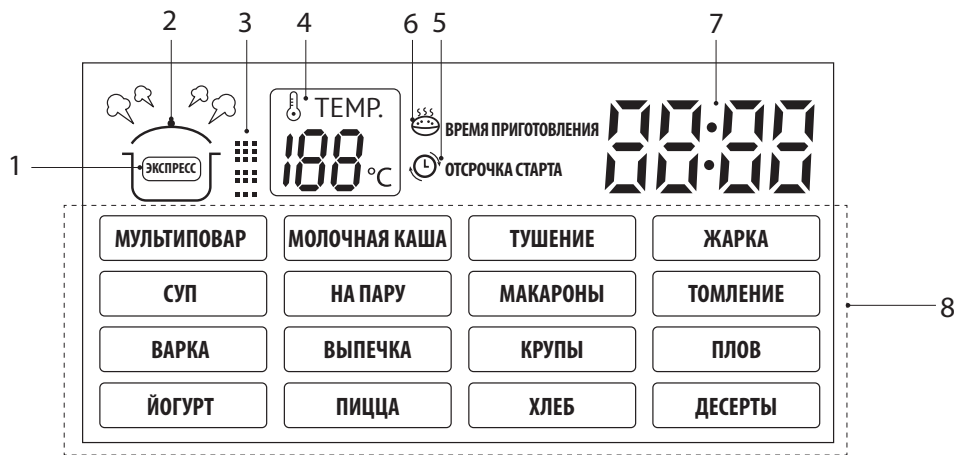 2 3 4 6 5 7
TEMP.
ВРЕМЯ ПРИГОТОВЛЕНИЯ 88:88
1 ЭКСПРЕСС 188 °C ОТСРОЧКА СТАРТА
МУЛЬТИПОВАР МОЛОЧНАЯ КАША ТУШЕНИЕ ЖАРКА
СУП НА ПАРУ МАКАРОНЫ ТОМЛЕНИЕ
8
ВАРКА ВЫПЕЧКА КРУПЫ ПЛОВ
ЙОГУРТ ПИЦЦА ХЛЕБ ДЕСЕРТЫ